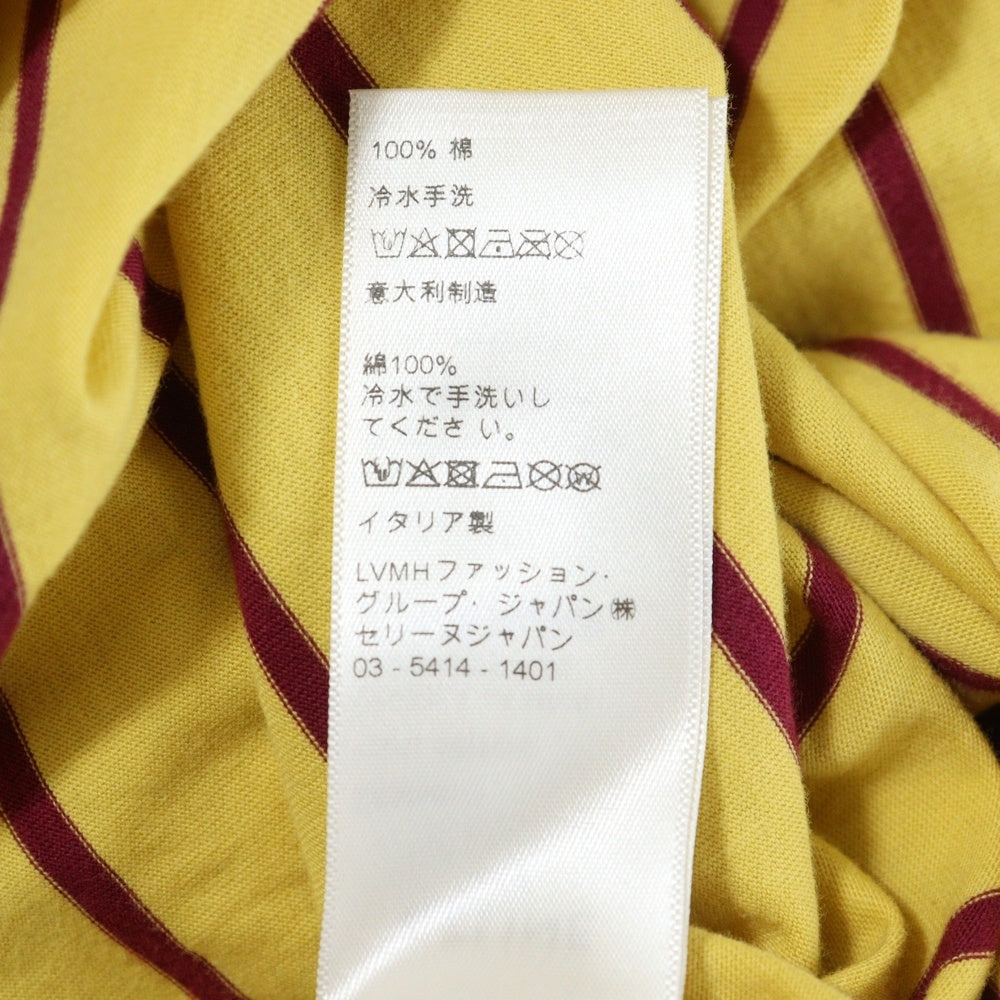 100% 棉
冷水手洗
意大利制造
綿100%
冷水で手洗いし
てくださ い。
イタリア製
LVMHファッション·
グループ· ジャパン㈱
セリーヌジャパン
03 - 5414 - 1401